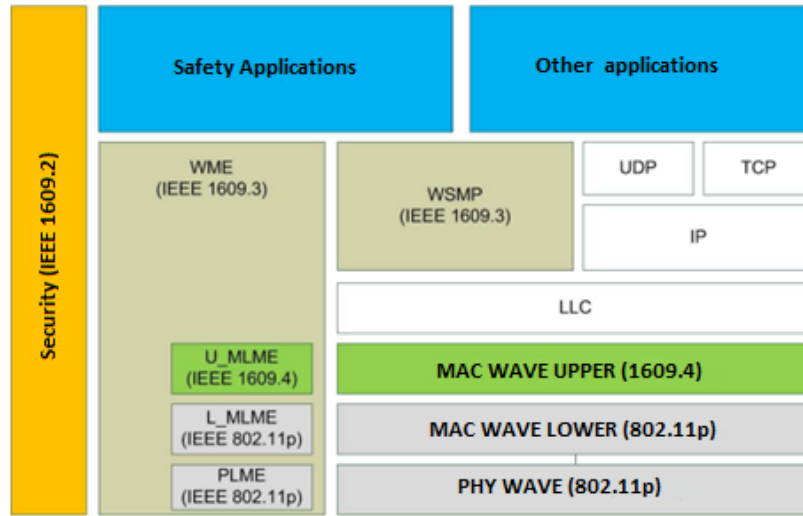 Security (IEEE 1609.2)
Safety Applications
Other applications
WME
(IEEE 1609.3)
WSMP
(IEEE 1609.3)
UDP
TCP
IP
LLC
U_MLME
(IEEE 1609.4)
MAC WAVE UPPER (1609.4)
L_MLME
(IEEE 802.11p)
MAC WAVE LOWER (802.11p)
PLME
(IEEE 802.11p)
PHY WAVE (802.11p)